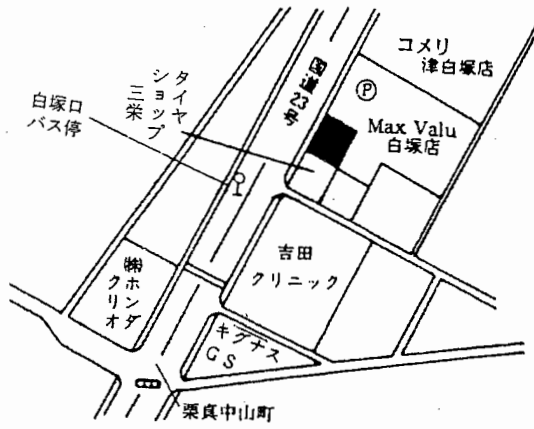 コメリ
津白塚店
国道23号
Ⓟ
タイヤ
ショップ
三栄
白塚口
バス停
Max Valu
白塚店
吉田
クリニック
㈱ホンダ
クリオ
キグナス
GS
栗真中山町